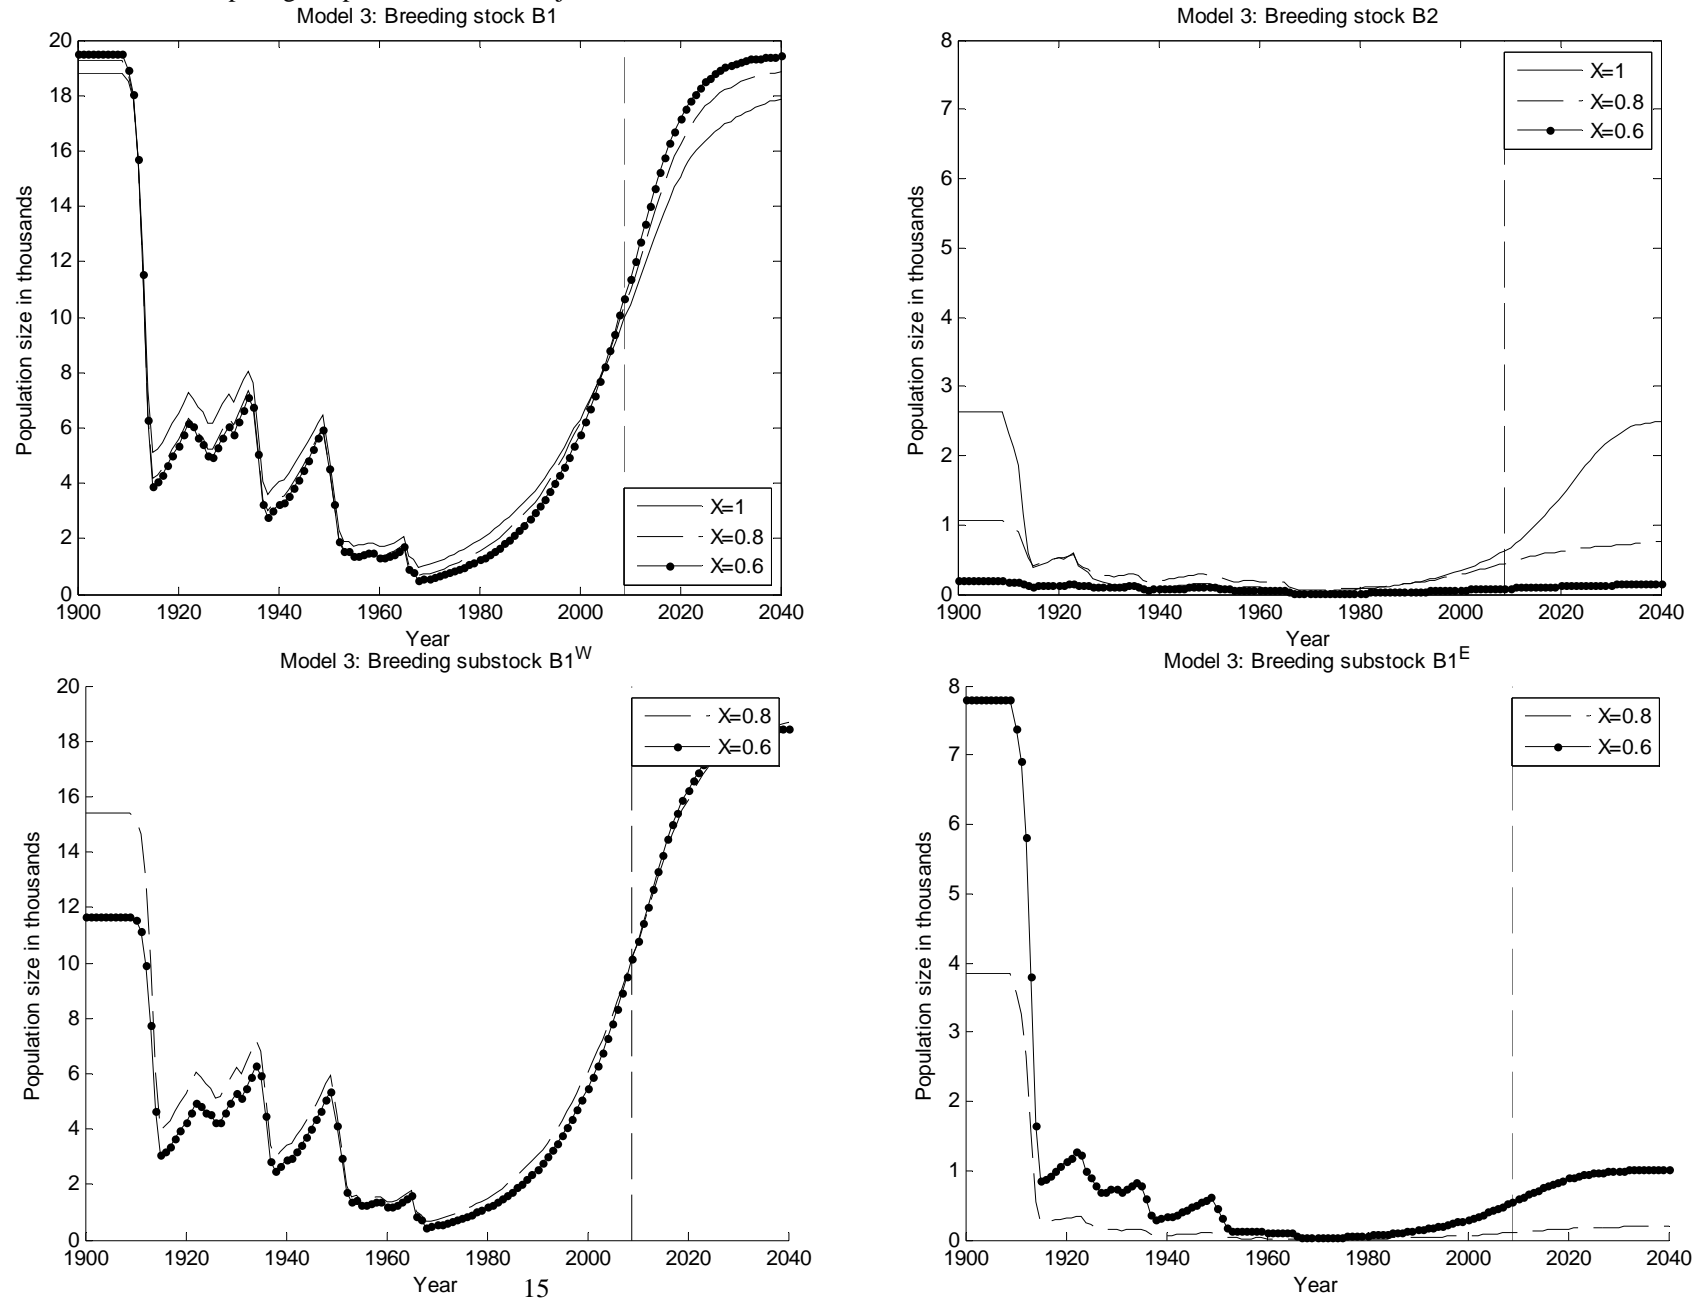 Model 3: Breeding stock B1
20
18
16
14
12
10
8
6
4
2
0
Population size in thousands
X=1
X=0.8
X=0.6
1900 1920 1940 1960 1980 2000 2020 2040
Year
Model 3: Breeding stock B2
8
7
6
5
4
3
2
1
0
Population size in thousands
X=1
X=0.8
X=0.6
1900 1920 1940 1960 1980 2000 2020 2040
Year
Model 3: Breeding substock B1W
20
18
16
14
12
10
8
6
4
2
0
Population size in thousands
X=0.8
X=0.6
1900 1920 1940 1960 1980 2000 2020 2040
Year
Model 3: Breeding substock B1E
8
7
6
5
4
3
2
1
0
Population size in thousands
X=0.8
X=0.6
1900 1920 1940 1960 1980 2000 2020 2040
Year
15